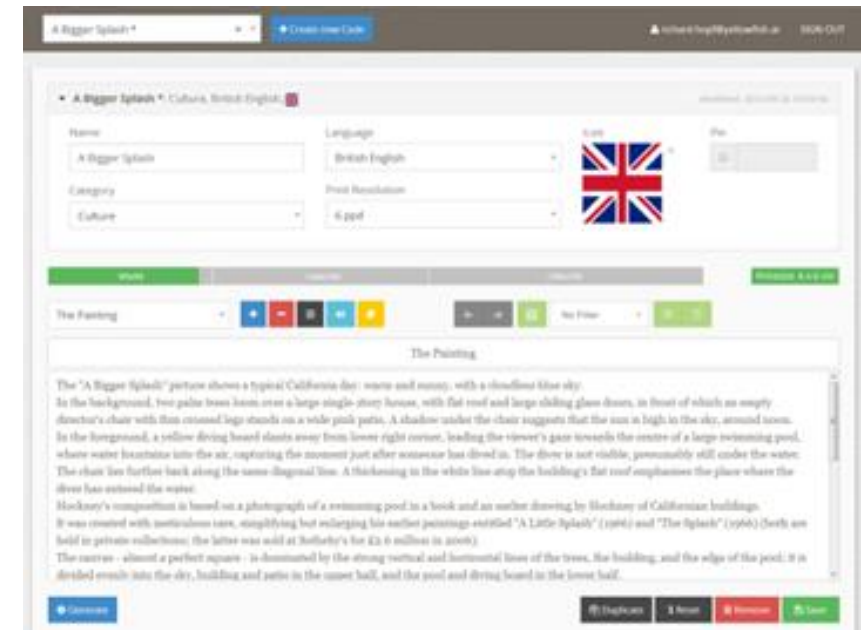 A Bigger Splash *
Create new Code
SIGN OUT
A Bigger Splash *: Culture, British English,
Name
Language
Icon
Pin
A Bigger Splash
British English
Category
Print Resolution
Culture
6 ppd
The Painting
No Filter
The Painting
The "A Bigger Splash" picture shows a typical California day: warm and sunny, with a cloudless blue sky.
In the background, two palm trees loom over a large single-story house, with flat roof and large sliding glass doors, in front of which an empty
director's chair with thin crossed legs stands on a wide pink patio. A shadow under the chair suggests that the sun is high in the sky, around noon.
In the foreground, a yellow diving board slants away from lower right corner, leading the viewer's gaze towards the centre of a large swimming pool,
where water fountains into the air, capturing the moment just after someone has dived in. The diver is not visible, presumably still under the water.
The chair lies further back along the same diagonal line. A thickening in the white line atop the building's flat roof emphasises the place where the
diver has entered the water.
Hockney's composition is based on a photograph of a swimming pool in a book and an earlier drawing by Hockney of Californian buildings.
It was created with meticulous care, simplifying but enlarging his earlier paintings entitled "A Little Splash" (1966) and "The Splash" (1966) (both are
held in private collections; the latter was sold at Sotheby's for £2.6 million in 2006).
The canvas - almost a perfect square - is dominated by the strong vertical and horizontal lines of the trees, the building, and the edge of the pool: it is
divided evenly into the sky, building and patio in the upper half, and the pool and diving board in the lower half.
Generate
Duplicate
Reset
Remove
Save